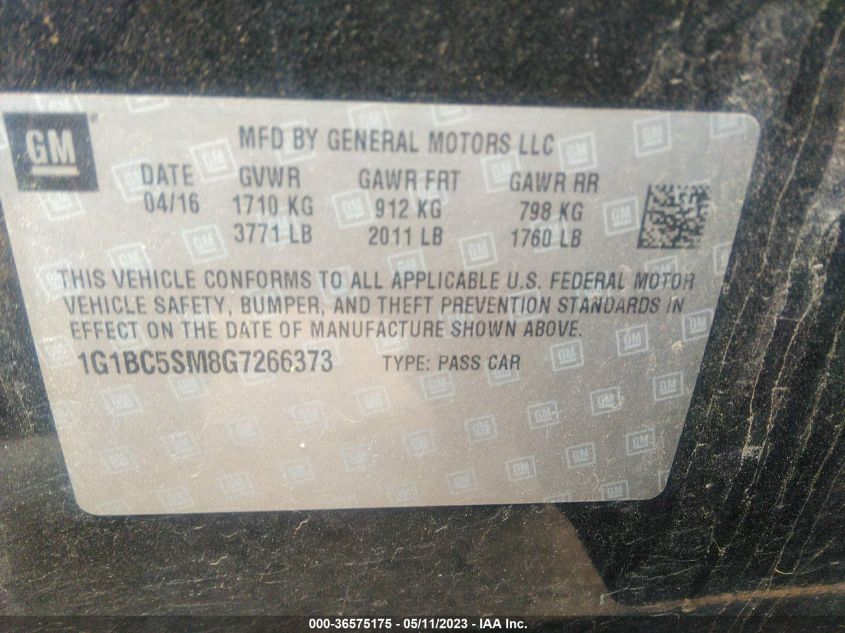 GM
MFD BY GENERAL MOTORS LLC
DATE GVWR GAWR FRT GAWR RR
04/16 1710 KG 912 KG 798 KG
3771 LB 2011 LB 1760 LB
THIS VEHICLE CONFORMS TO ALL APPLICABLE U.S. FEDERAL MOTOR
VEHICLE SAFETY, BUMPER, AND THEFT PREVENTION STANDARDS IN
EFFECT ON THE DATE OF MANUFACTURE SHOWN ABOVE.
1G1BC5SM8G7266373 TYPE: PASS CAR
000-36575175 - 05/11/2023 - IAA Inc.